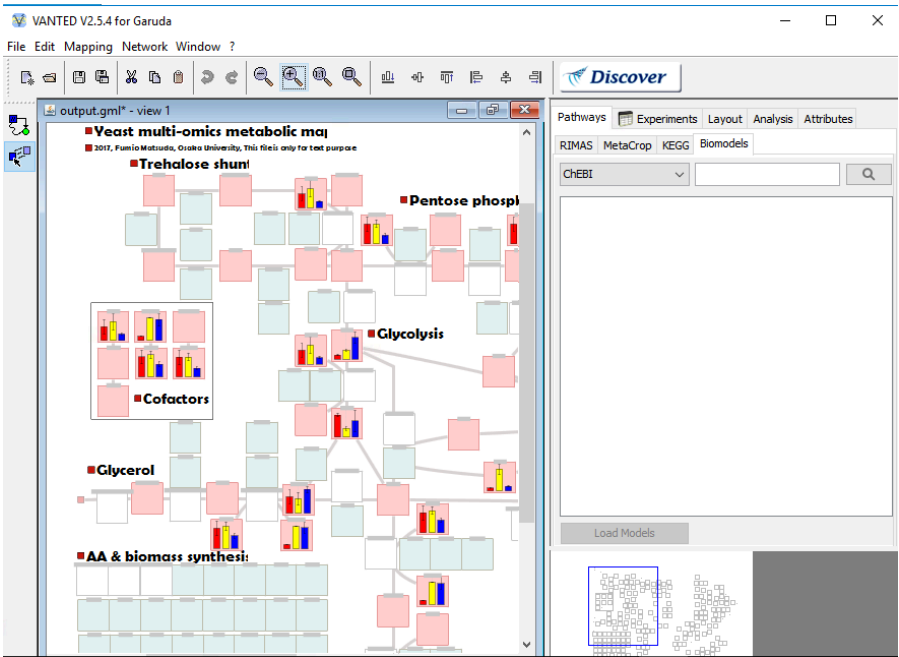 VANTED V2.5.4 for Garuda
File Edit Mapping Network Window ?
Discover
output.gml* - view 1
Pathways Experiments Layout Analysis Attributes
RIMAS MetaCrop KEGG Biomodels
ChEBI
Yeast multi-omics metabolic map
2017, Fumio Matsuda, Osaka University, This file is only for test purpose
Trehalose shunt
Pentose phosph
Glycolysis
Cofactors
Glycerol
AA & biomass synthesis
Load Models